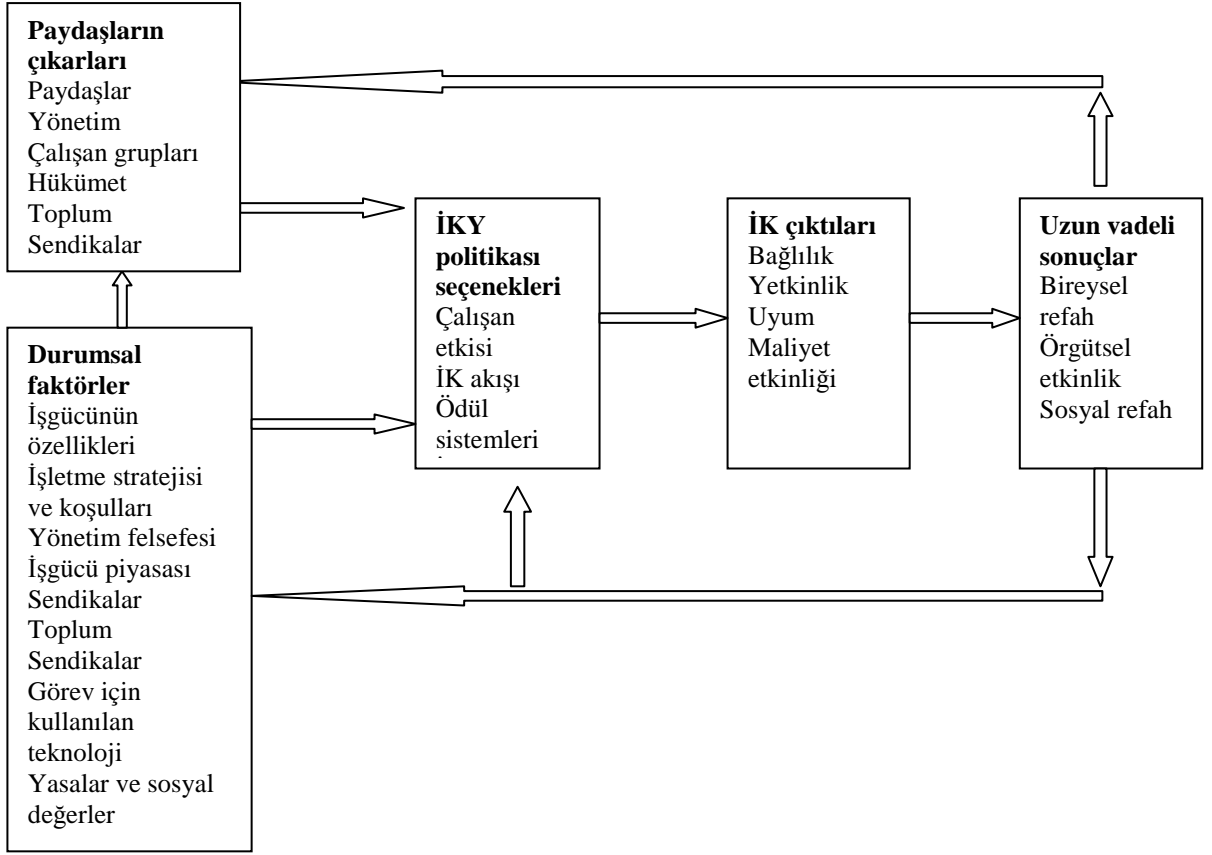 Paydaşların
çıkarları
Paydaşlar
Yönetim
Çalışan grupları
Hükümet
Toplum
Sendikalar
Durumsal
faktörler
İşgücünün
özellikleri
İşletme stratejisi
ve koşulları
Yönetim felsefesi
İşgücü piyasası
Sendikalar
Toplum
Sendikalar
Görev için
kullanılan
teknoloji
Yasalar ve sosyal
değerler
İKY
politikası
seçenekleri
Çalışan
etkisi
İK akışı
Ödül
sistemleri
İK çıktıları
Bağlılık
Yetkinlik
Uyum
Maliyet
etkinliği
Uzun vadeli
sonuçlar
Bireysel
refah
Örgütsel
etkinlik
Sosyal refah